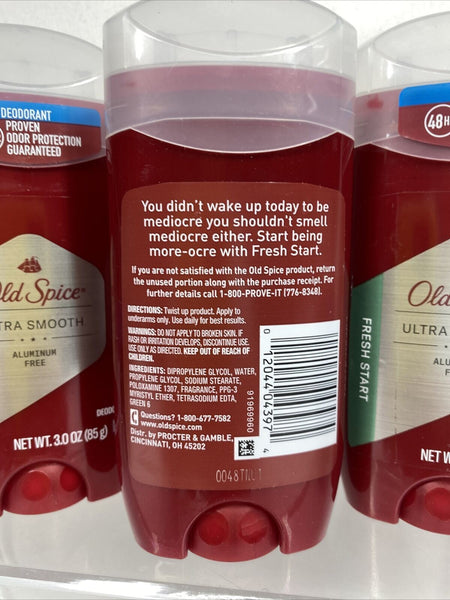 DEODORANT
PROVEN
ODOR PROTECTION
GUARANTEED
Old Spice
ULTRA SMOOTH
ALUMINUM
FREE
NET WT. 3.0 OZ (85g)
You didn't wake up today to be
mediocre you shouldn't smell
mediocre either. Start being
more-ocre with Fresh Start.
If you are not satisfied with the Old Spice product, return
the unused portion along with the purchase receipt. For
further details call 1-800-PROVE-IT (776-8348).
DIRECTIONS: Twist up product. Apply to
underarms only. Use daily for best results.
WARNINGS: DO NOT APPLY TO BROKEN SKIN. IF
RASH OR IRRITATION DEVELOPS, DISCONTINUE USE.
USE ONLY AS DIRECTED. KEEP OUT OF REACH OF
CHILDREN.
INGREDIENTS: DIPROPYLENE GLYCOL, WATER,
PROPYLENE GLYCOL, SODIUM STEARATE,
POLOXAMINE 1307, FRAGRANCE, PPG-3
MYRISTYL ETHER, TETRASODIUM EDTA,
GREEN 6
Questions? 1-800-677-7582
www.oldspice.com
Distr. by PROCTER & GAMBLE,
CINCINNATI, OH 45202
91969960
0 12044 04397 4
48H
Old
ULTRA
FRESH START
FREE
NET W